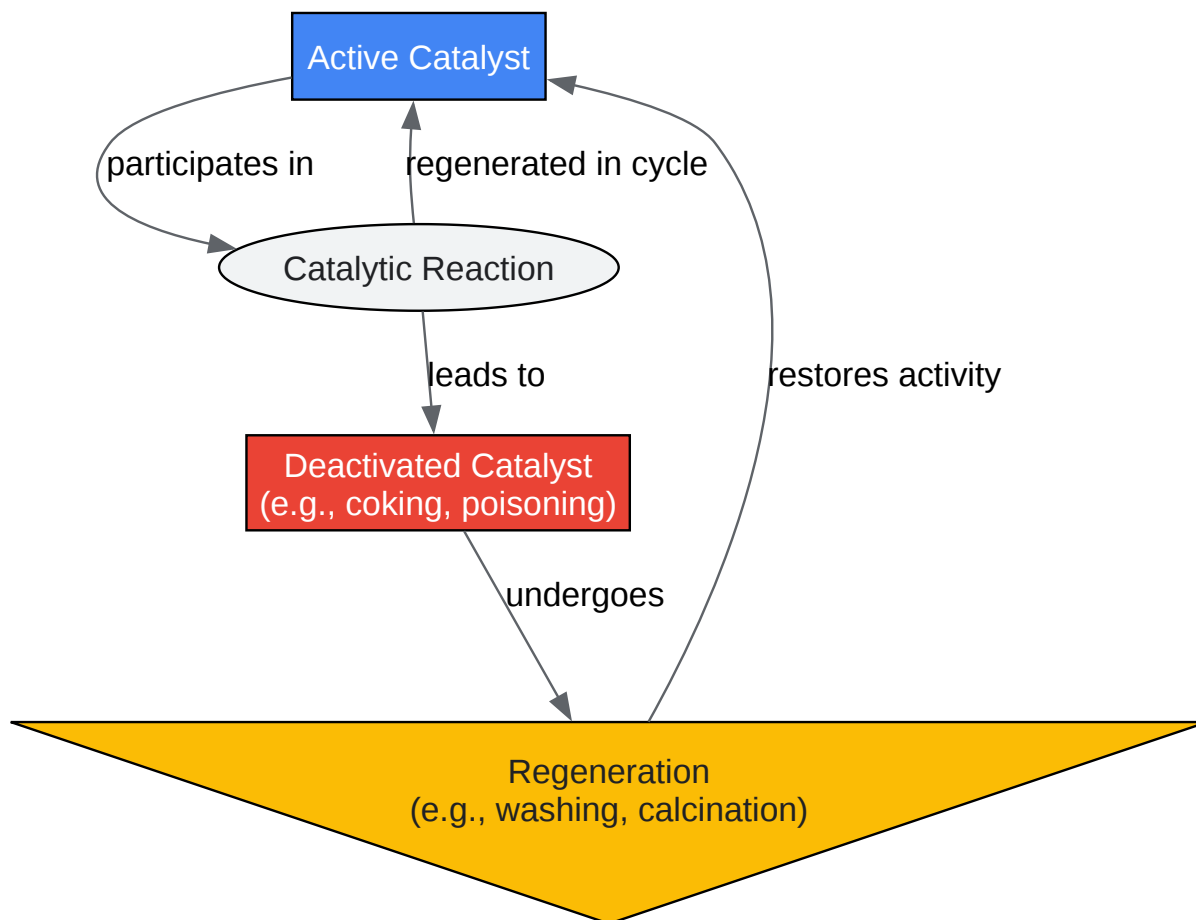 Active Catalyst
participates in
regenerated in cycle
Catalytic Reaction
leads to
restores activity
Deactivated Catalyst
(e.g., coking, poisoning)
undergoes
Regeneration
(e.g., washing, calcination)